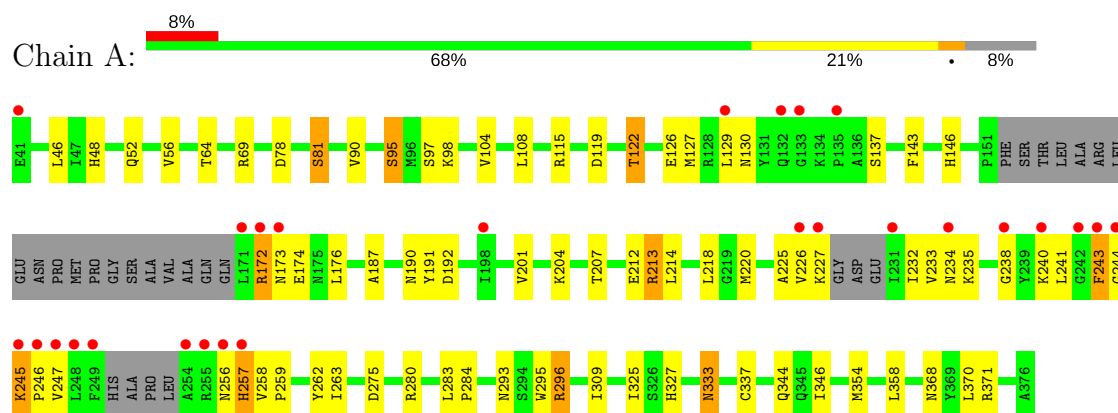 8%
Chain A:
68% 21% • 8%
E41 L46 I47 H48 Q52 V56 T64 R69 D78 S81 V90 S95 M96 S97 K98 V104 L108 R115 D119 T122 E126 M127 R128 L129 N130 Y131 Q132 G133 K134 P135 A136 S137 F143 H146 P151 PHE SER THR LEU ALA ARG LEU
GLU ASN PRO MET PRO GLY SER ALA VAL ALA GLN GLN L171 R172 N173 E174 N175 L176 A187 N190 Y191 D192 I198 V201 K204 T207 E212 R213 L214 L218 G219 M220 A225 V226 K227 GLY ASP GLU I231 I232 V233 N234 K235 G238 Y239 K240 L241 G242 F243 G244
K245 P246 V247 L248 F249 HIS ALA PRO LEU A254 R255 N256 H257 V258 P259 Y262 I263 D275 R280 L283 P284 N293 S294 W295 R296 I309 I325 S326 H327 N333 C337 Q344 Q345 I346 M354 L358 N368 Y369 L370 R371 A376